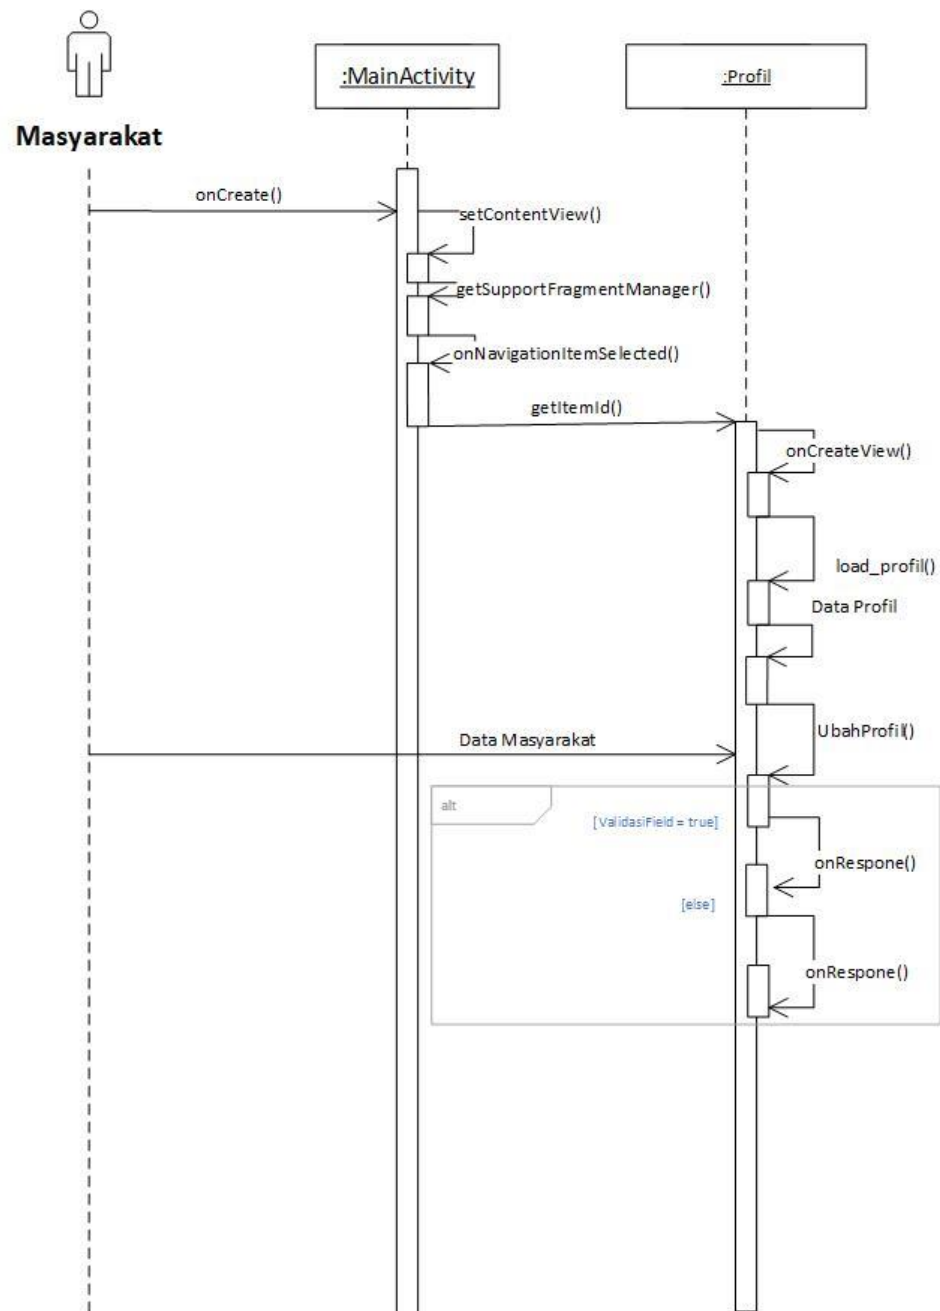 :MainActivity
:Profil
Masyarakat
onCreate()
setContentView()
getSupportFragmentManager()
onNavigationItemSelected()
getItemId()
onCreateView()
load_profil()
Data Profil
UbahProfil()
Data Masyarakat
alt
[ValidasiField = true]
onRespone()
[else]
onRespone()